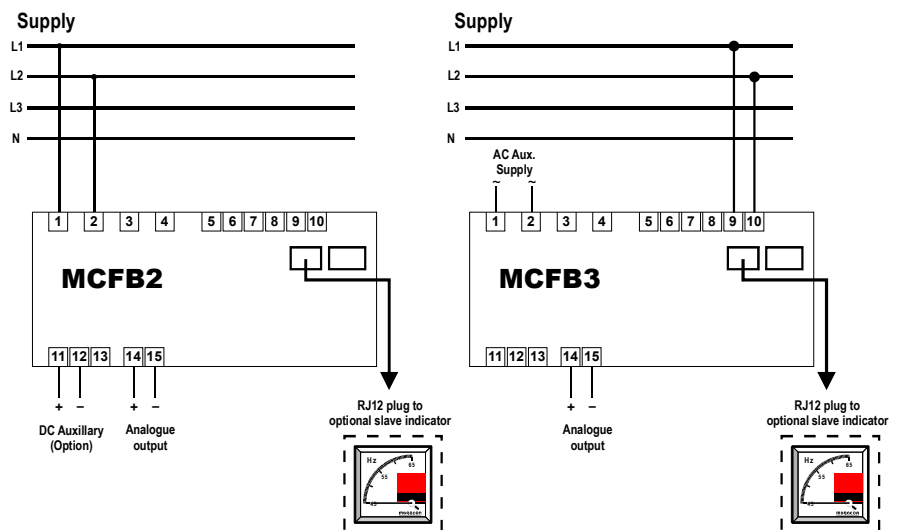 Supply
L1
L2
L3
N
1 2 3 4 5 6 7 8 9 10
MCFB2
11 12 13 14 15
+ – + –
DC Auxillary
(Option)
Analogue
output
RJ12 plug to
optional slave indicator
Hz
45 55 65
Supply
L1
L2
L3
N
AC Aux.
Supply
~ ~
1 2 3 4 5 6 7 8 9 10
MCFB3
11 12 13 14 15
+ –
Analogue
output
RJ12 plug to
optional slave indicator
Hz
45 55 65